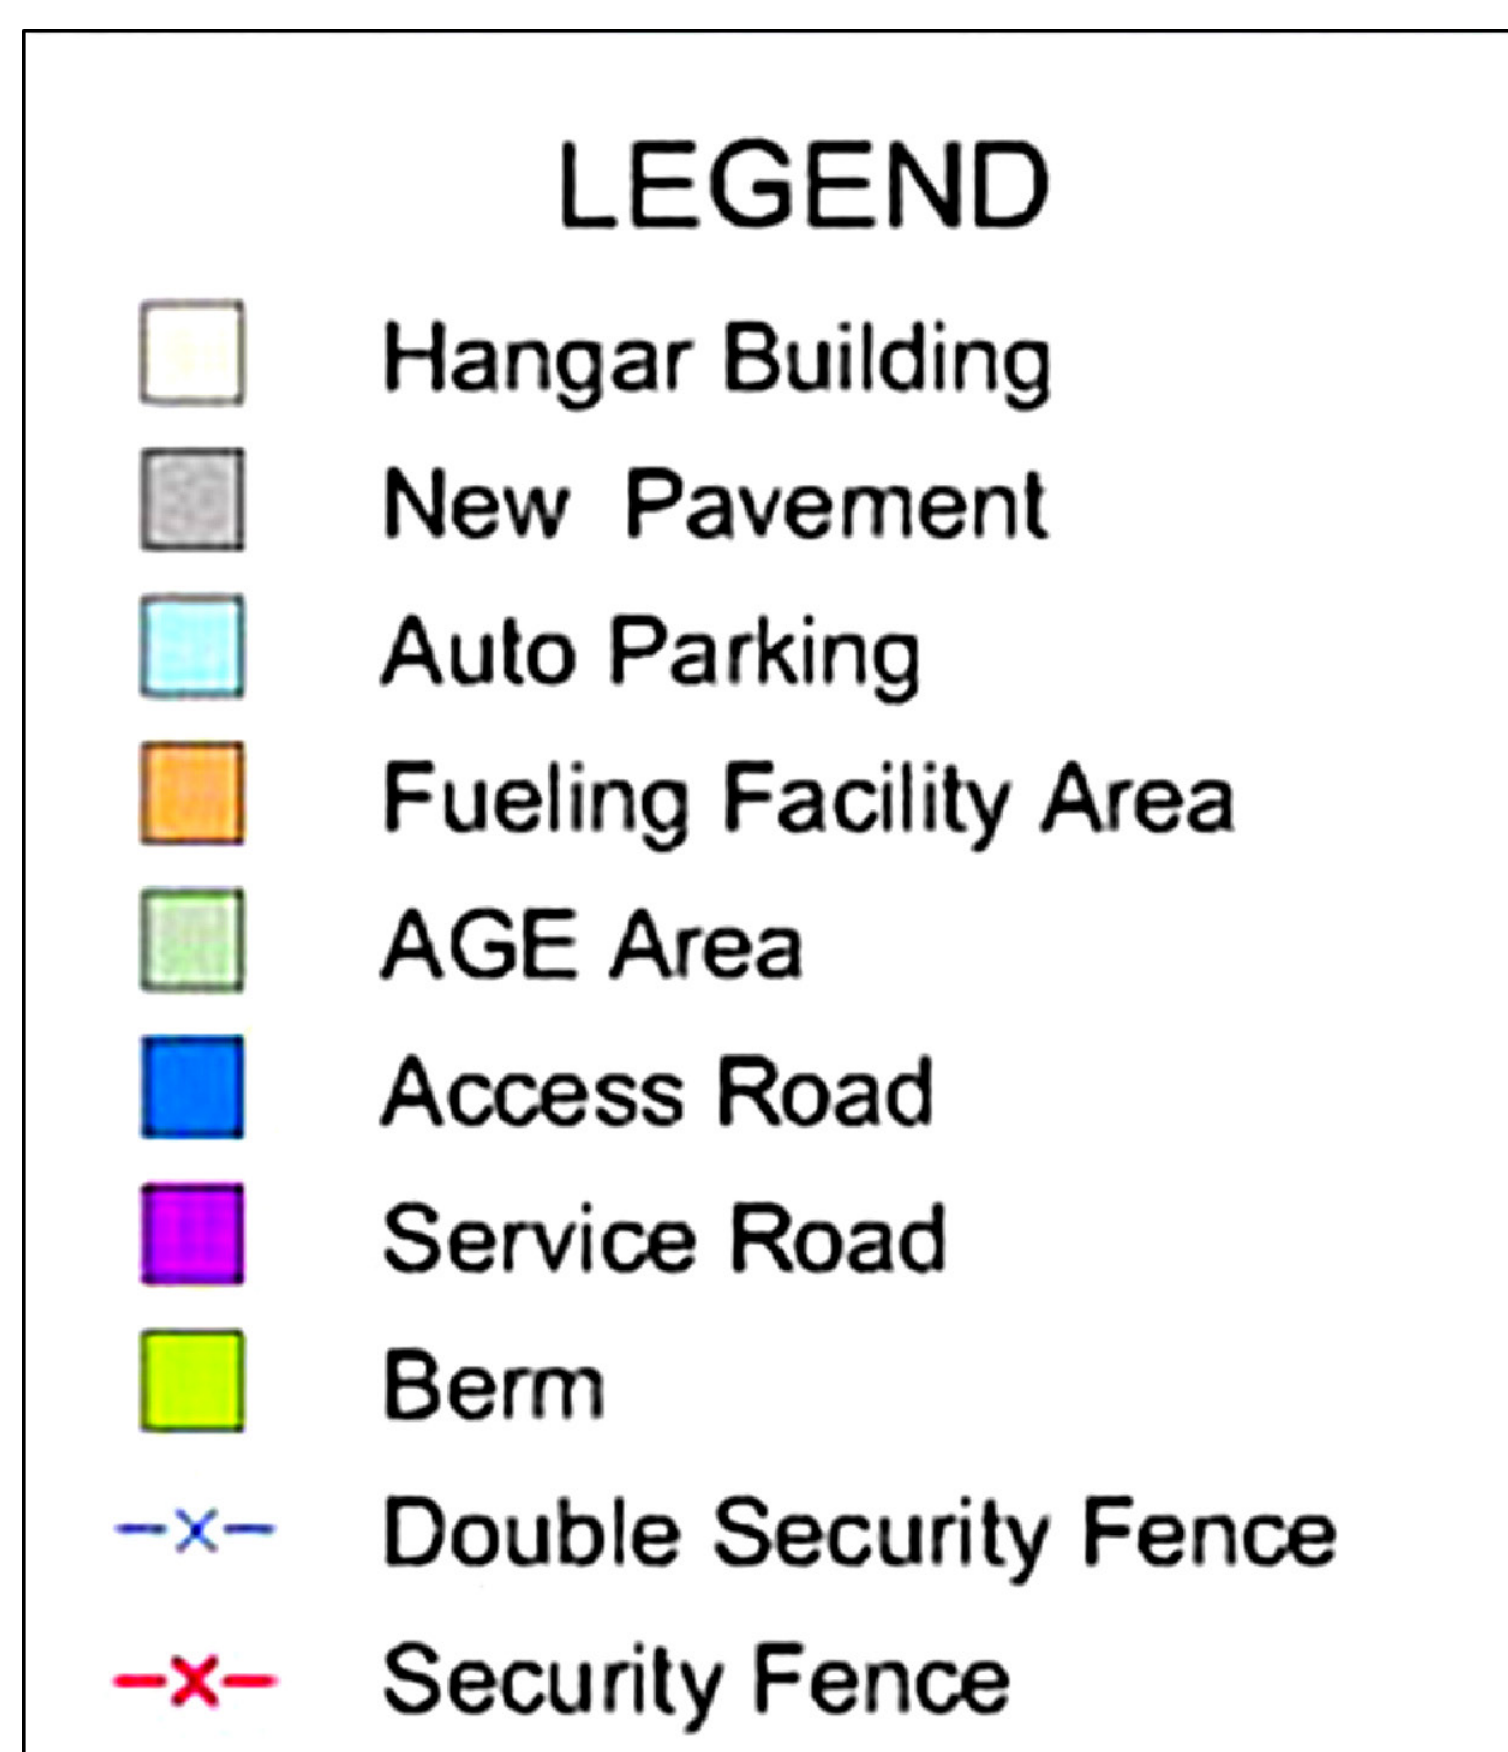 LEGEND
Hangar Building
New  Pavement
Auto Parking
Fueling Facility Area
AGE Area
Access Road
Service Road
Berm
Double Security Fence
Security Fence